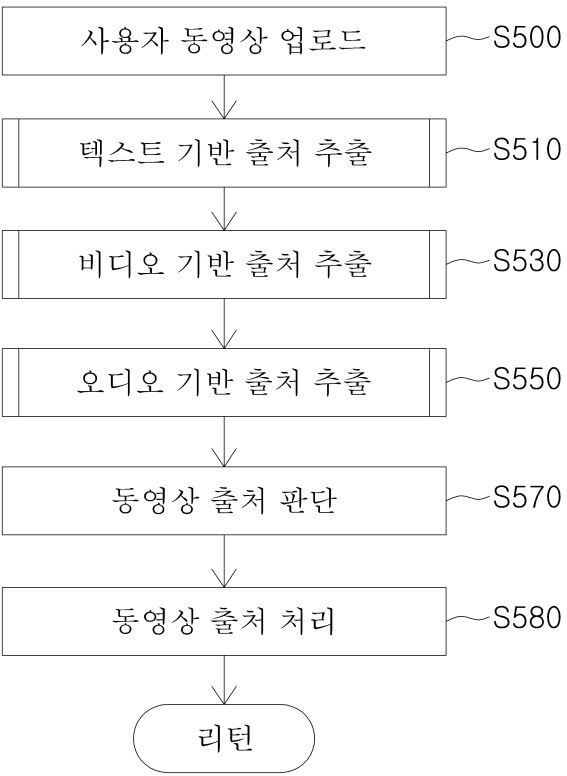 사용자 동영상 업로드 S500
텍스트 기반 출처 추출 S510
비디오 기반 출처 추출 S530
오디오 기반 출처 추출 S550
동영상 출처 판단 S570
동영상 출처 처리 S580
리턴